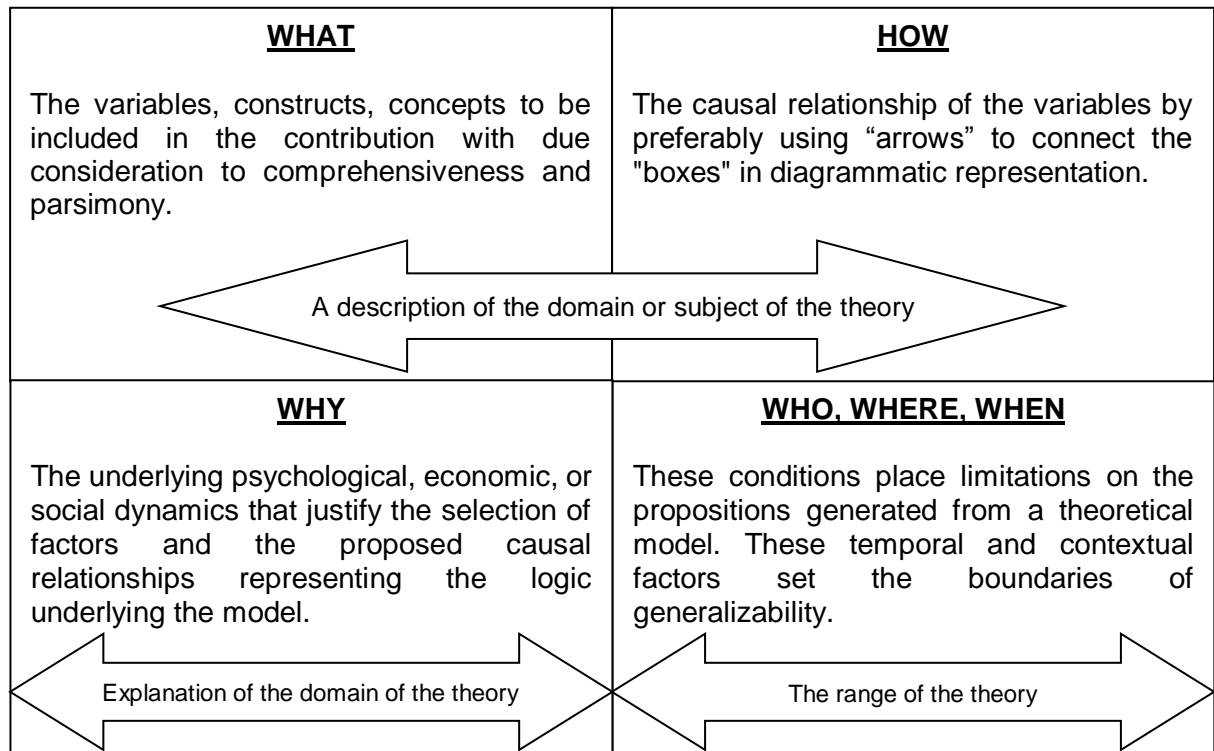 WHAT
The variables, constructs, concepts to be
included in the contribution with due
consideration to comprehensiveness and
parsimony.
HOW
The causal relationship of the variables by
preferably using “arrows” to connect the
"boxes" in diagrammatic representation.
A description of the domain or subject of the theory
WHY
The underlying psychological, economic, or
social dynamics that justify the selection of
factors and the proposed causal
relationships representing the logic
underlying the model.
Explanation of the domain of the theory
WHO, WHERE, WHEN
These conditions place limitations on the
propositions generated from a theoretical
model. These temporal and contextual
factors set the boundaries of
generalizability.
The range of the theory